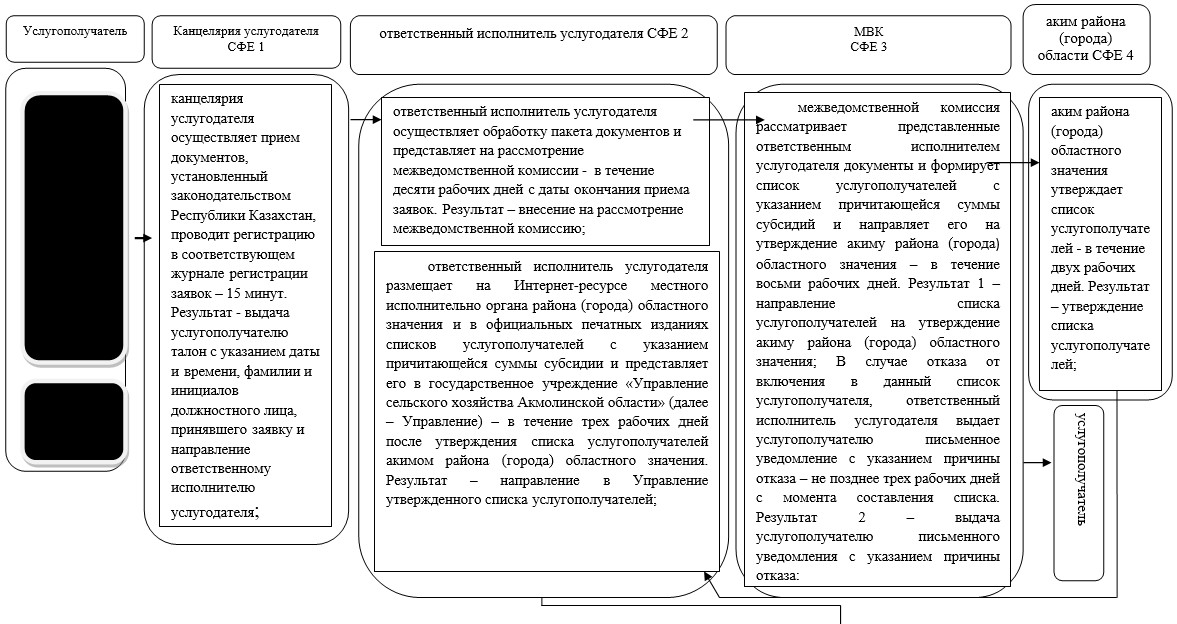 Услугополучатель
Канцелярия услугодателя
СФЕ 1
ответственный исполнитель услугодателя СФЕ 2
МВК
СФЕ 3
аким района
(города)
области СФЕ 4
канцелярия
услугодателя
осуществляет прием
документов,
установленный
законодательством
Республики Казахстан,
проводит регистрацию
в соответствующем
журнале регистрации
заявок – 15 минут.
Результат - выдача
услугополучателю
талон с указанием даты
и времени, фамилии и
инициалов
должностного лица,
принявшего заявку и
направление
ответственному
исполнителю
услугодателя;
ответственный исполнитель услугодателя
осуществляет обработку пакета документов и
представляет на рассмотрение
межведомственной комиссии - в течение
десяти рабочих дней с даты окончания приема
заявок. Результат – внесение на рассмотрение
межведомственной комиссию;
ответственный исполнитель услугодателя
размещает на Интернет-ресурсе местного
исполнительно органа района (города) областного
значения и в официальных печатных изданиях
списков услугополучателей с указанием
причитающейся суммы субсидии и представляет
его в государственное учреждение «Управление
сельского хозяйства Акмолинской области» (далее
– Управление) – в течение трех рабочих дней
после утверждения списка услугополучателей
акимом района (города) областного значения.
Результат – направление в Управление
утвержденного списка услугополучателей;
межведомственной комиссия
рассматривает представленные
ответственным исполнителем
услугодателя документы и формирует
список услугополучателей с
указанием причитающейся суммы
субсидий и направляет его на
утверждение акиму района (города)
областного значения – в течение
восьми рабочих дней. Результат 1 –
направление списка
услугополучателей на утверждение
акиму района (города) областного
значения; В случае отказа от
включения в данный список
услугополучателя, ответственный
исполнитель услугодателя выдает
услугополучателю письменное
уведомление с указанием причины
отказа – не позднее трех рабочих дней
с момента составления списка.
Результат 2 – выдача
услугополучателю письменного
уведомления с указанием причины
отказа:
аким района
(города)
областного
значения
утверждает
список
услугополучате
лей - в течение
двух рабочих
дней. Результат
– утверждение
списка
услугополучате
лей;
услугополучатель